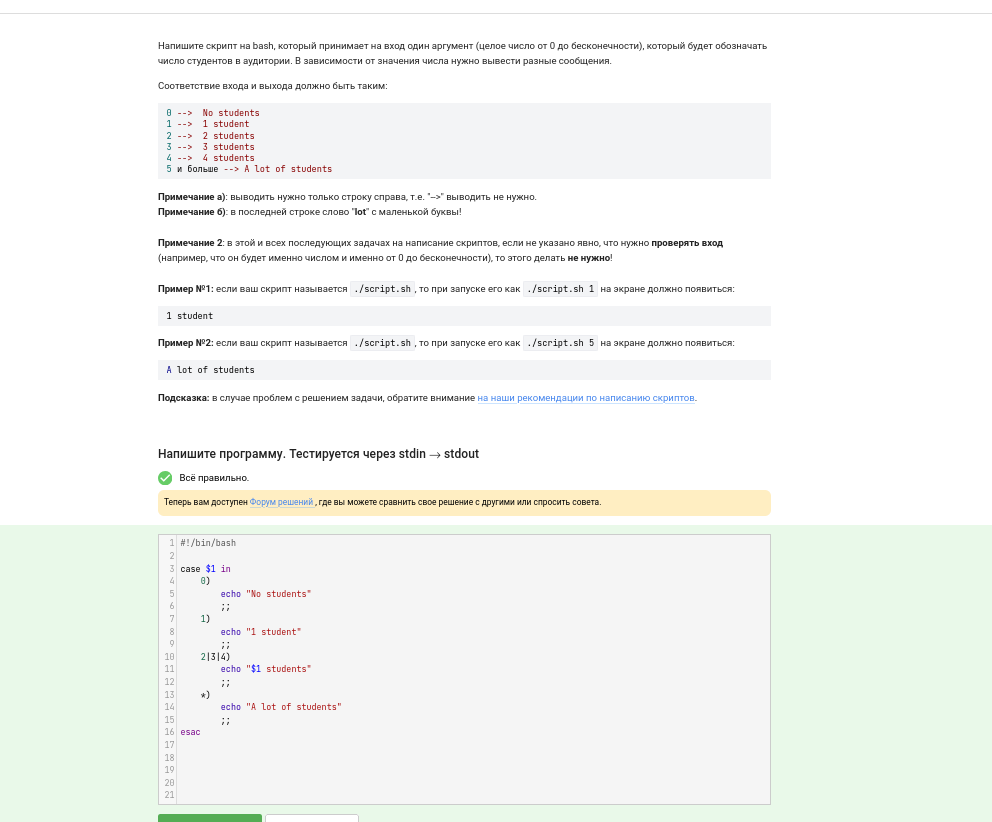 Напишите скрипт на bash, который принимает на вход один аргумент (целое число от 0 до бесконечности), который будет обозначать
число студентов в аудитории. В зависимости от значения числа нужно вывести разные сообщения.
Соответствие входа и выхода должно быть таким:
0 -->  No students
1 -->  1 student
2 -->  2 students
3 -->  3 students
4 -->  4 students
5 и больше --> A lot of students
Примечание а): выводить нужно только строку справа, т.е. "-->" выводить не нужно.
Примечание б): в последней строке слово "lot" с маленькой буквы!
Примечание 2: в этой и всех последующих задачах на написание скриптов, если не указано явно, что нужно проверять вход
(например, что он будет именно числом и именно от 0 до бесконечности), то этого делать не нужно!
Пример №1: если ваш скрипт называется ./script.sh, то при запуске его как ./script.sh 1 на экране должно появиться:
1 student
Пример №2: если ваш скрипт называется ./script.sh, то при запуске его как ./script.sh 5 на экране должно появиться:
A lot of students
Подсказка: в случае проблем с решением задачи, обратите внимание на наши рекомендации по написанию скриптов.
Напишите программу. Тестируется через stdin → stdout
Всё правильно.
Теперь вам доступен Форум решений, где вы можете сравнить свое решение с другими или спросить совета.
1 #!/bin/bash
2
3 case $1 in
4     0)
5         echo "No students"
6         ;;
7     1)
8         echo "1 student"
9         ;;
10     2|3|4)
11         echo "$1 students"
12         ;;
13     *)
14         echo "A lot of students"
15         ;;
16 esac
17
18
19
20
21